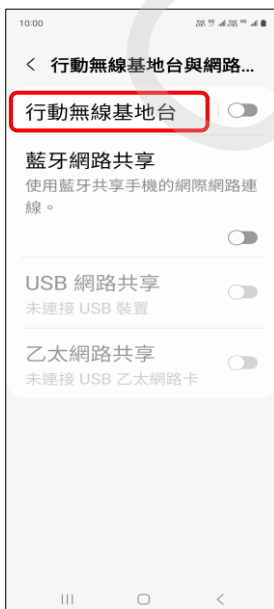 10:00
行動無線基地台與網路...
行動無線基地台
藍牙網路共享
使用藍牙共享手機的網際網路連
線。
USB 網路共享
未連接 USB 裝置
乙太網路共享
未連接 USB 乙太網路卡